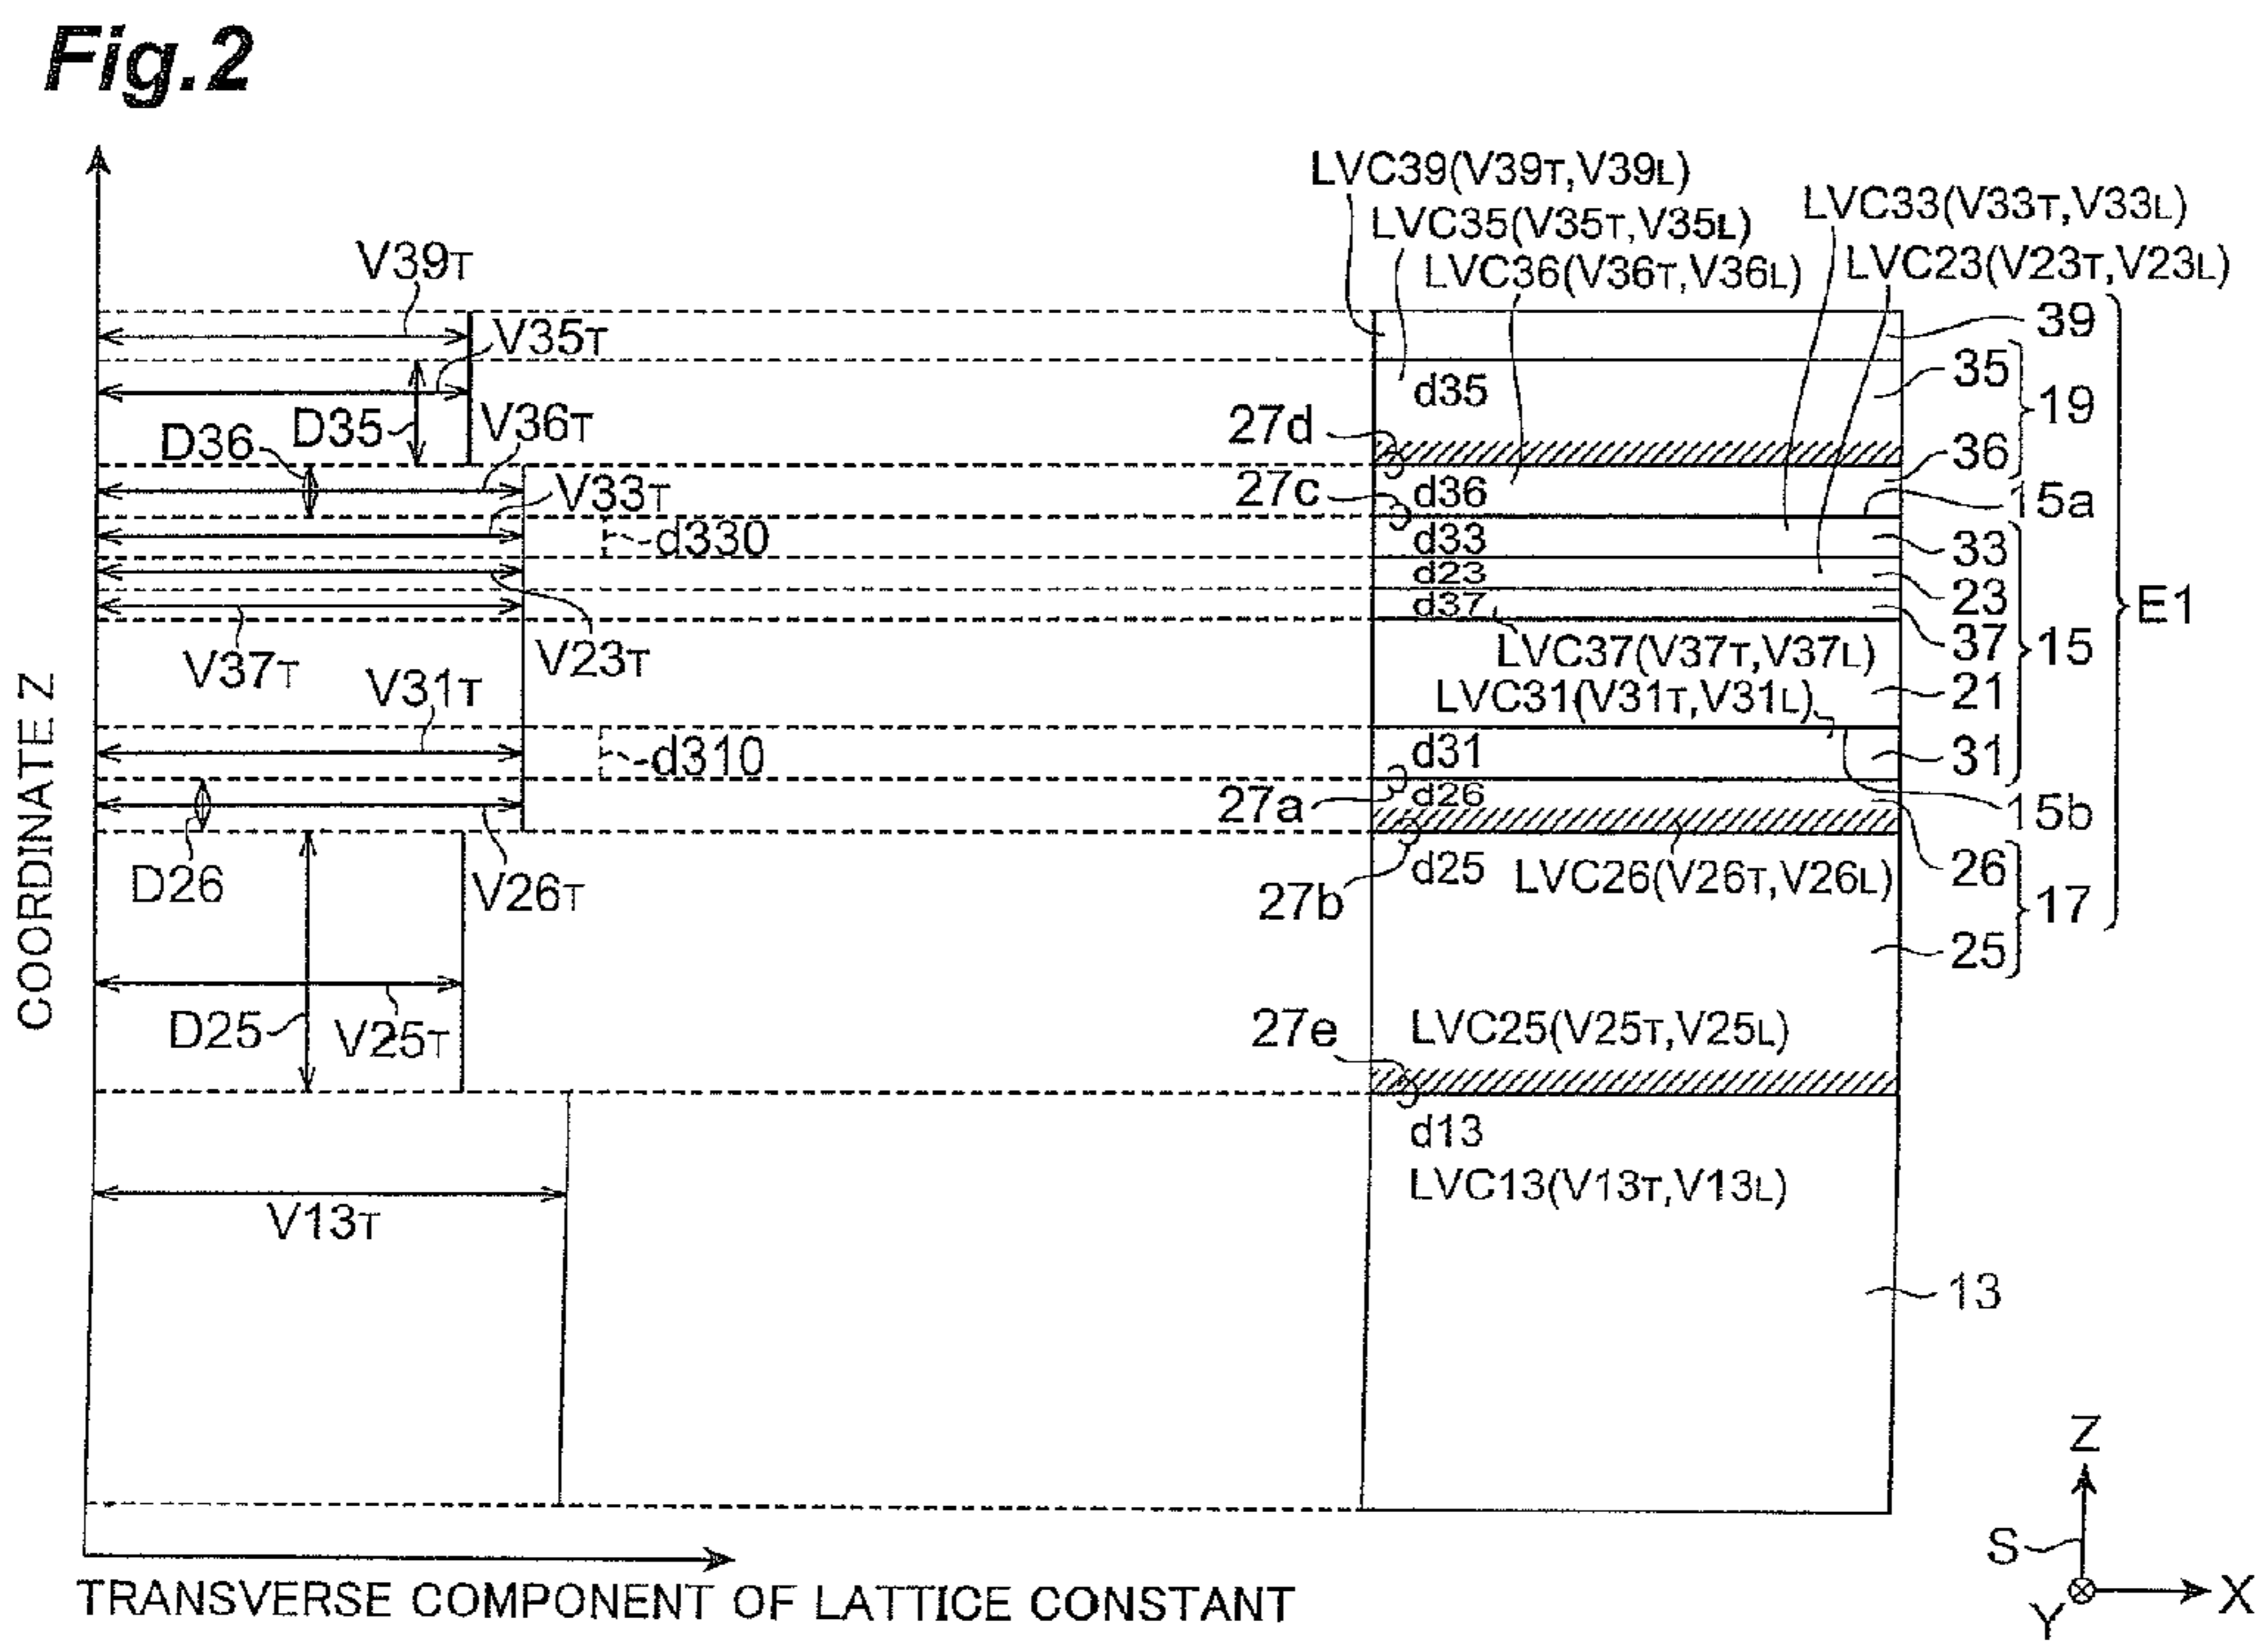 Fig.2
LVC39(V39T,V39L)
LVC35(V35T,V35L)
LVC33(V33T,V33L)
LVC36(V36T,V36L)
LVC23(V23T,V23L)
V39T
39
V35T
35
19
d35
D36
D35
V36T
27d
36
V33T
27c
d36
15a
d330
d33
33
d23
23
E1
d37
37
15
V37T
V23T
LVC37(V37T,V37L)
V31T
LVC31(V31T,V31L)
21
d310
d31
31
27a
d26
15b
D26
V26T
27b
d25
LVC26(V26T,V26L)
26
17
25
COORDINATE Z
D25
V25T
27e
LVC25(V25T,V25L)
d13
LVC13(V13T,V13L)
V13T
13
Z
S
Y
X
TRANSVERSE COMPONENT OF LATTICE CONSTANT